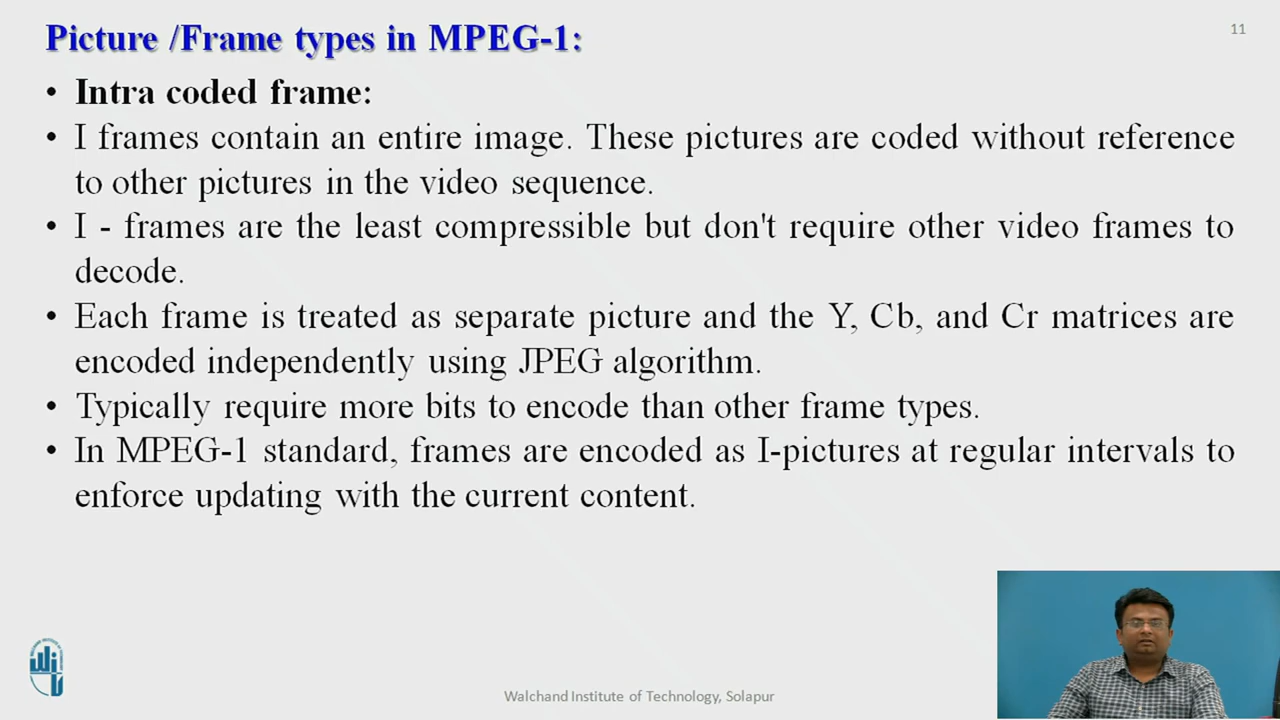 Picture /Frame types in MPEG-1:
11
• Intra coded frame:
• I frames contain an entire image. These pictures are coded without reference
to other pictures in the video sequence.
• I - frames are the least compressible but don't require other video frames to
decode.
• Each frame is treated as separate picture and the Y, Cb, and Cr matrices are
encoded independently using JPEG algorithm.
• Typically require more bits to encode than other frame types.
• In MPEG-1 standard, frames are encoded as I-pictures at regular intervals to
enforce updating with the current content.
Walchand Institute of Technology, Solapur